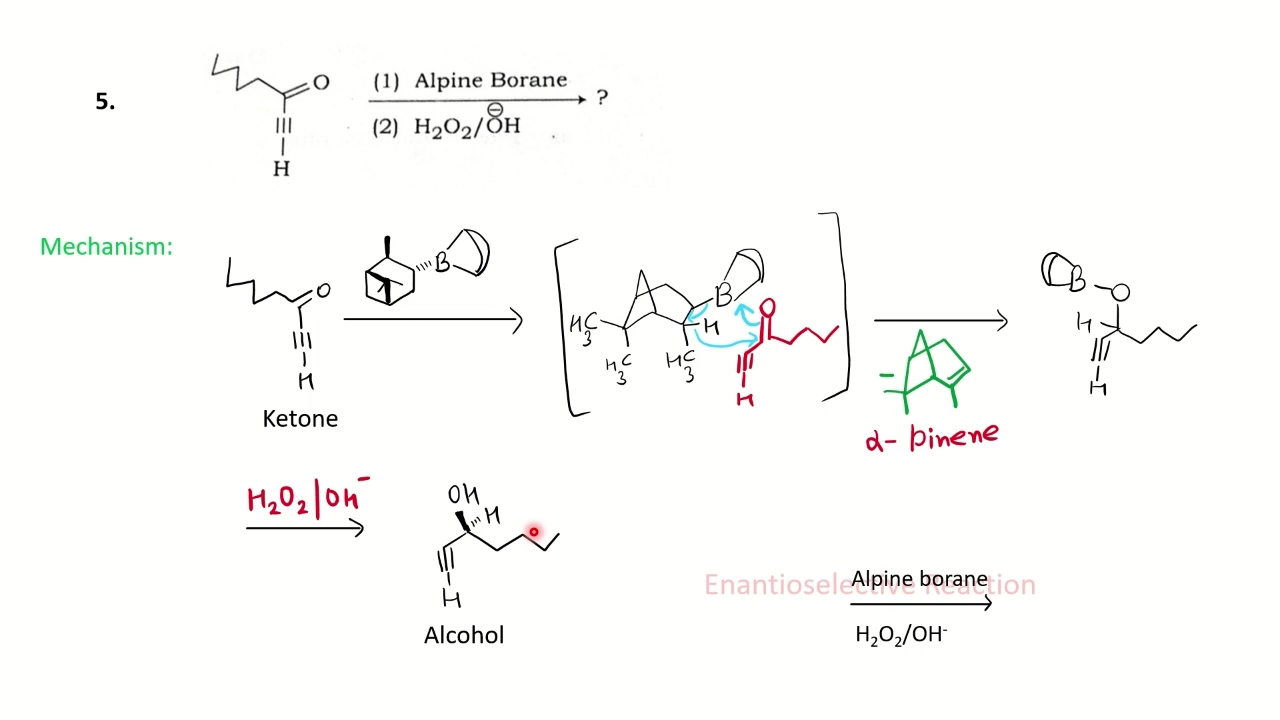 5.
O
(1) Alpine Borane
(2) H₂O₂/O⊖H
?
H
Mechanism:
O
B
H
Ketone
B
H
O
H₃C
H₃C
H₃C
H
α- pinene
B
O
H
H
H₂O₂|OH⁻
OH
H
H
Alcohol
Enantioselective Reaction
Alpine borane
H₂O₂/OH⁻